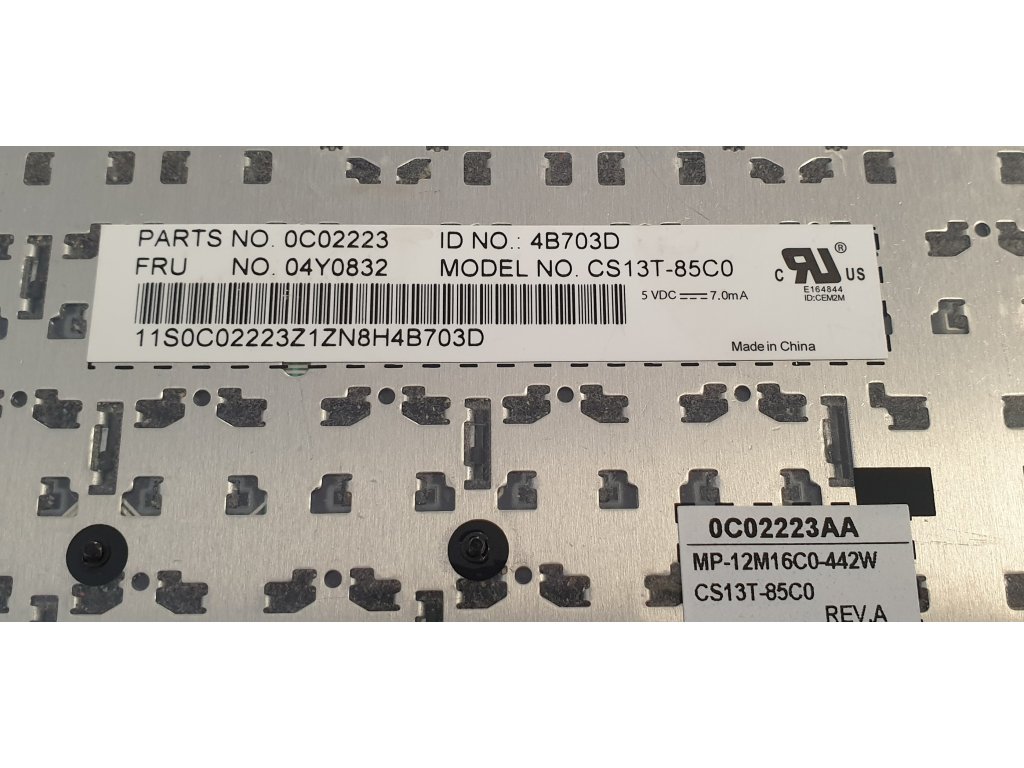 PARTS NO. 0C02223 ID NO.: 4B703D
FRU NO. 04Y0832 MODEL NO. CS13T-85C0
5 VDC ⎓ 7.0mA
c RU ® US
E164844
ID:CEM2M
11S0C02223Z1ZN8H4B703D
Made in China
0C02223AA
MP-12M16C0-442W
CS13T-85C0
REV.A